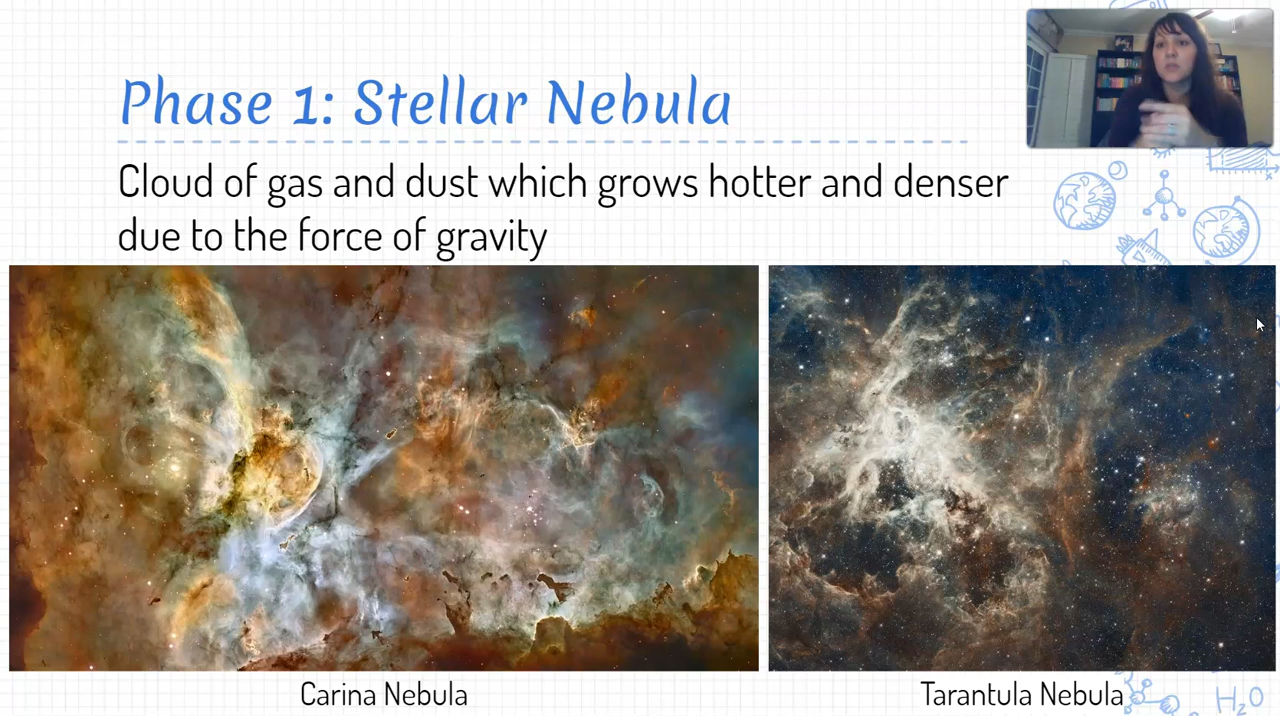 Phase 1: Stellar Nebula
Cloud of gas and dust which grows hotter and denser
due to the force of gravity
Carina Nebula
Tarantula Nebula
H₂O